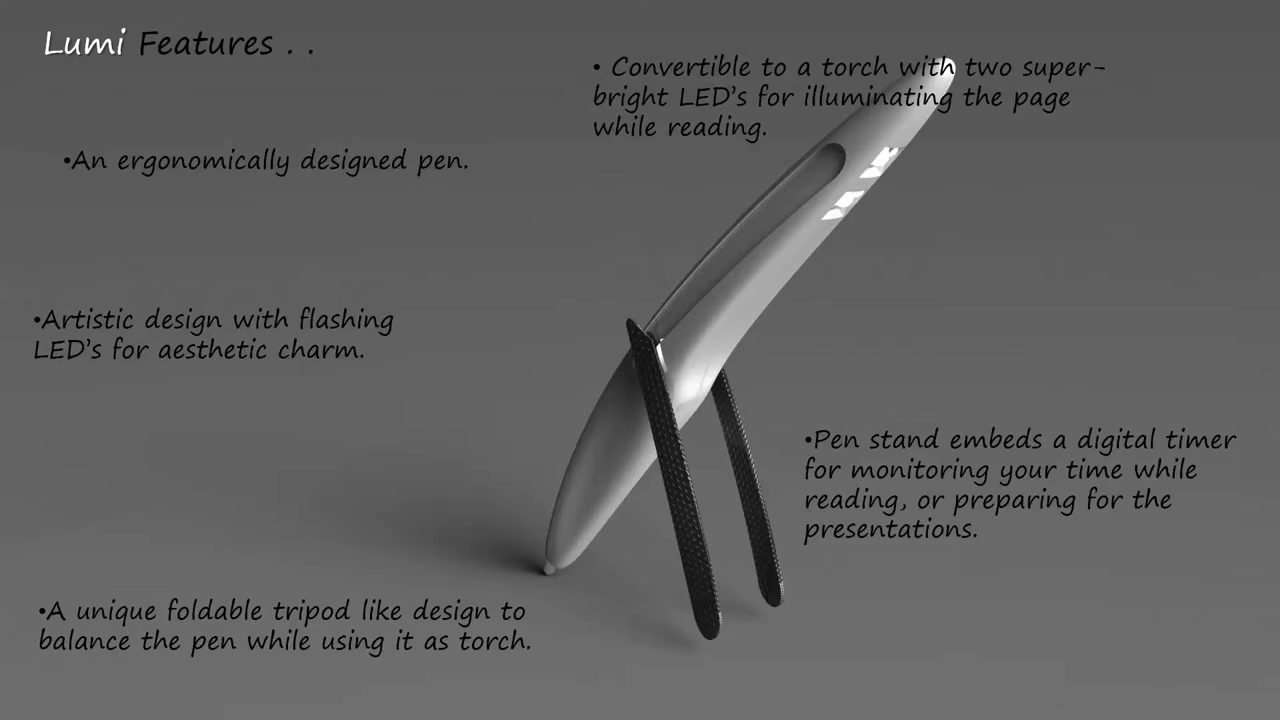 Lumi Features . .
• Convertible to a torch with two super-
bright LED's for illuminating the page
while reading.
•An ergonomically designed pen.
•Artistic design with flashing
LED's for aesthetic charm.
•Pen stand embeds a digital timer
for monitoring your time while
reading, or preparing for the
presentations.
•A unique foldable tripod like design to
balance the pen while using it as torch.